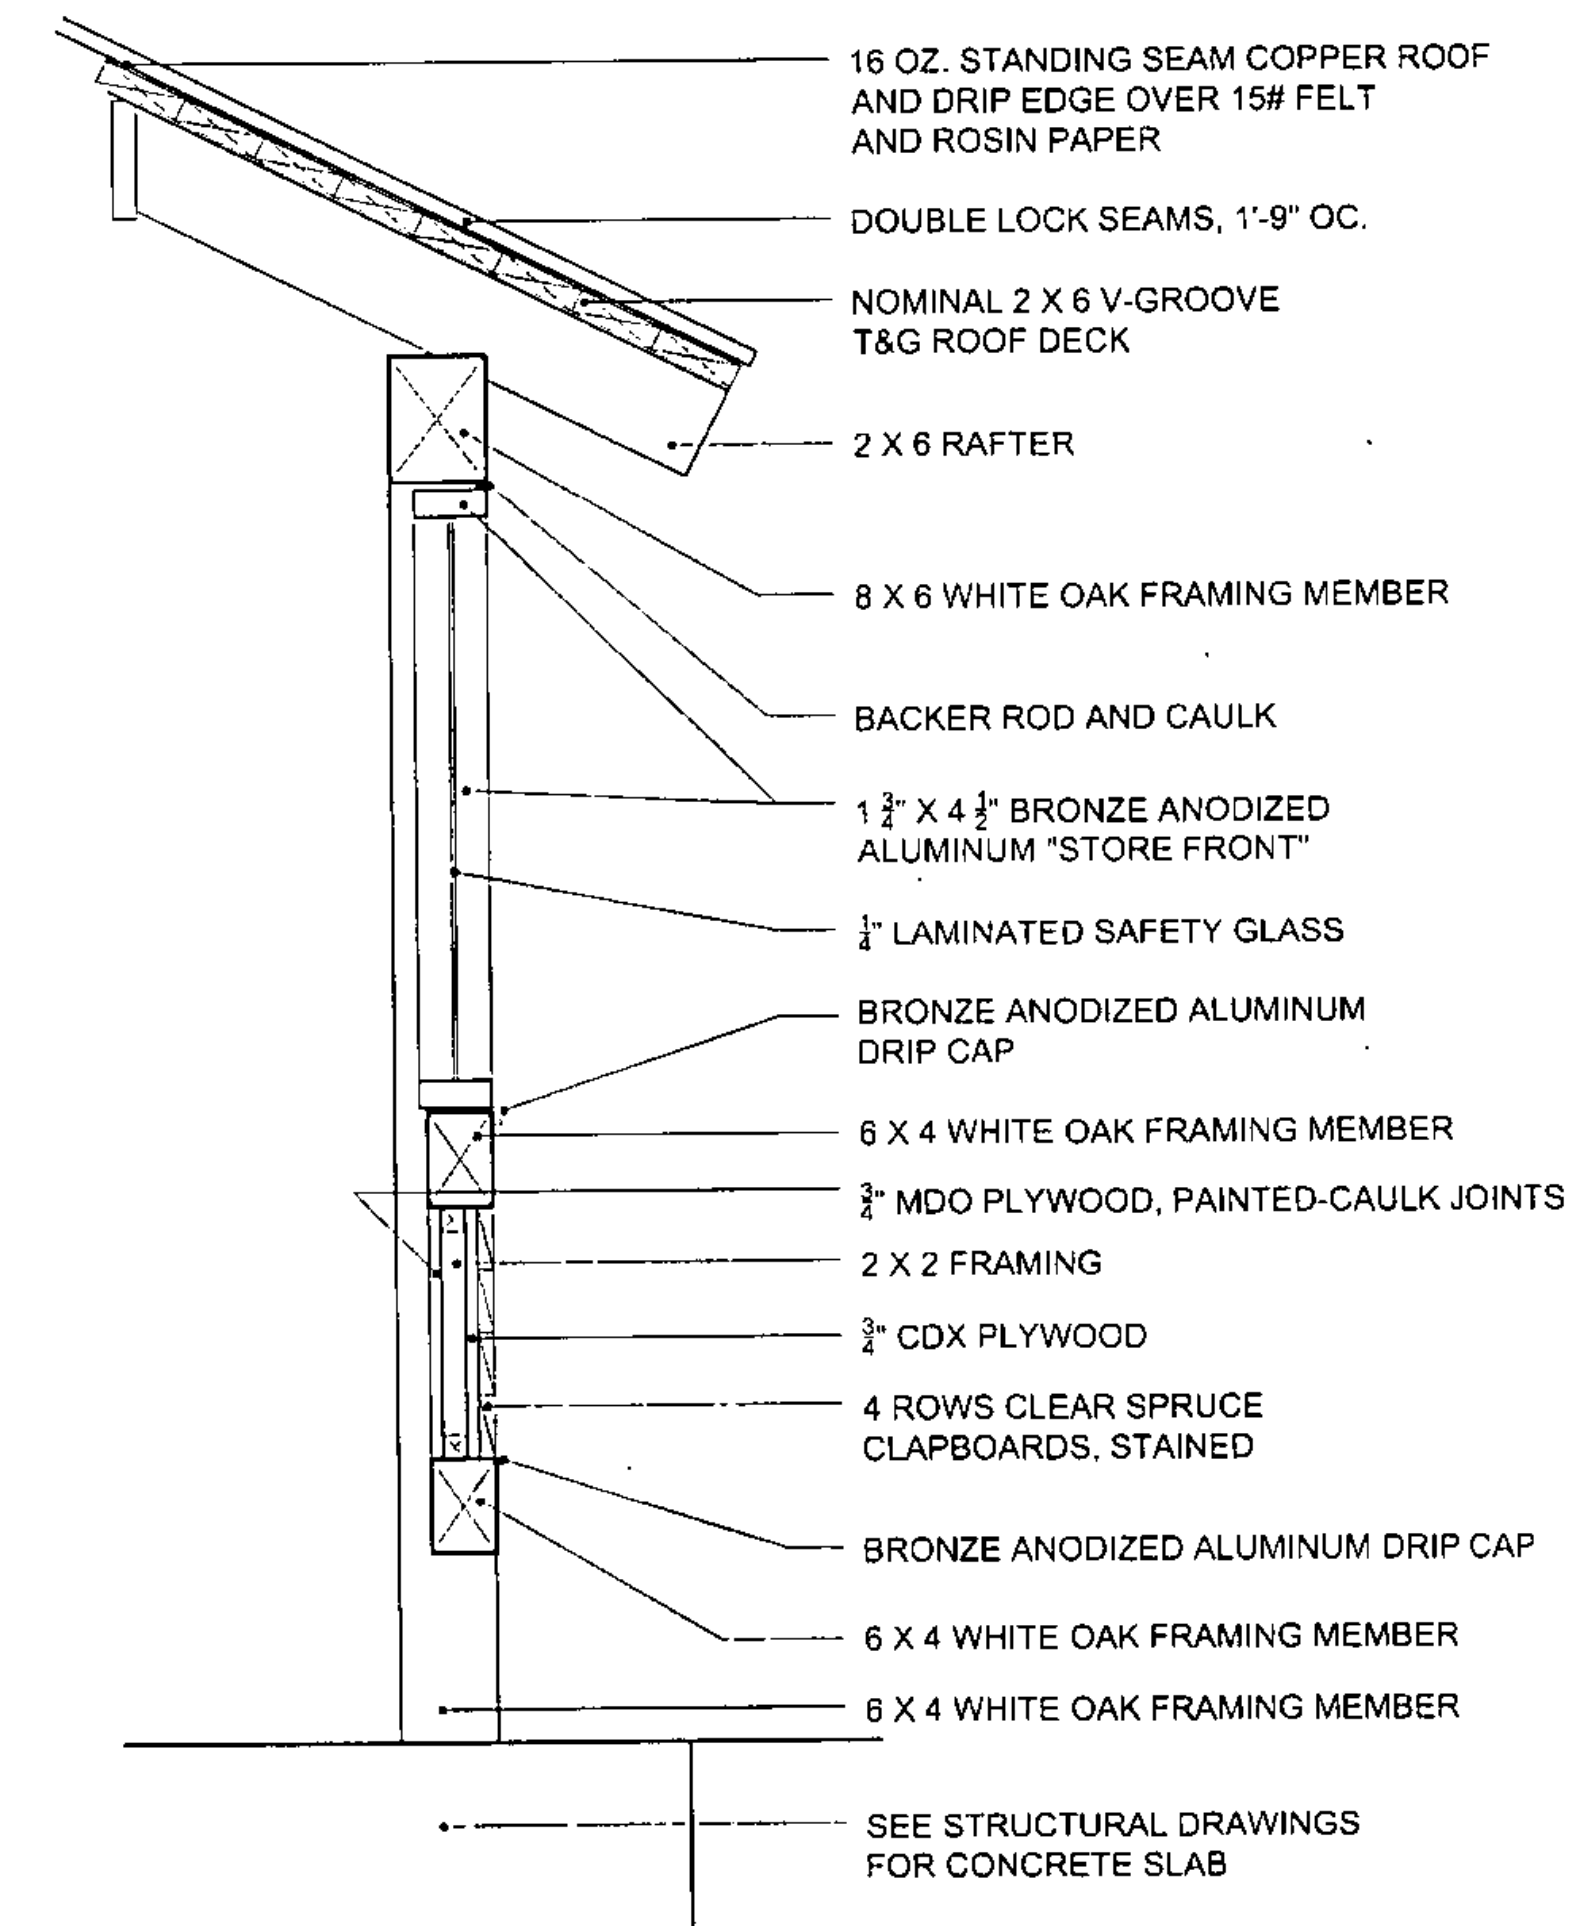 16 OZ. STANDING SEAM COPPER ROOF
AND DRIP EDGE OVER 15# FELT
AND ROSIN PAPER
DOUBLE LOCK SEAMS, 1'-9" OC.
NOMINAL 2 X 6 V-GROOVE
T&G ROOF DECK
2 X 6 RAFTER
8 X 6 WHITE OAK FRAMING MEMBER
BACKER ROD AND CAULK
1 3/4" X 4 1/2" BRONZE ANODIZED
ALUMINUM "STORE FRONT"
1/4" LAMINATED SAFETY GLASS
BRONZE ANODIZED ALUMINUM
DRIP CAP
6 X 4 WHITE OAK FRAMING MEMBER
3/4" MDO PLYWOOD, PAINTED-CAULK JOINTS
2 X 2 FRAMING
3/4" CDX PLYWOOD
4 ROWS CLEAR SPRUCE
CLAPBOARDS, STAINED
BRONZE ANODIZED ALUMINUM DRIP CAP
6 X 4 WHITE OAK FRAMING MEMBER
6 X 4 WHITE OAK FRAMING MEMBER
SEE STRUCTURAL DRAWINGS
FOR CONCRETE SLAB